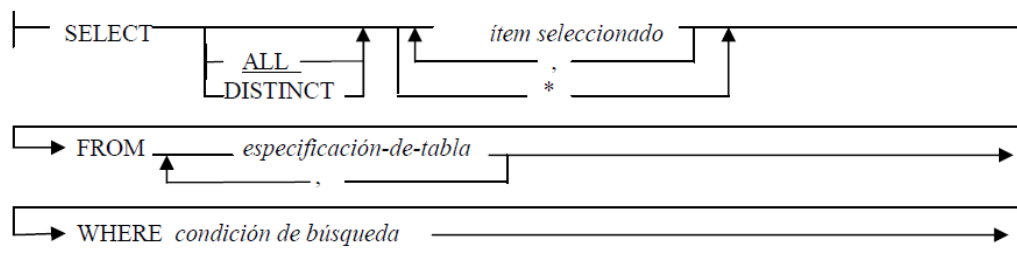 SELECT ítem seleccionado
ALL ,
DISTINCT *
FROM especificación-de-tabla
,
WHERE condición de búsqueda